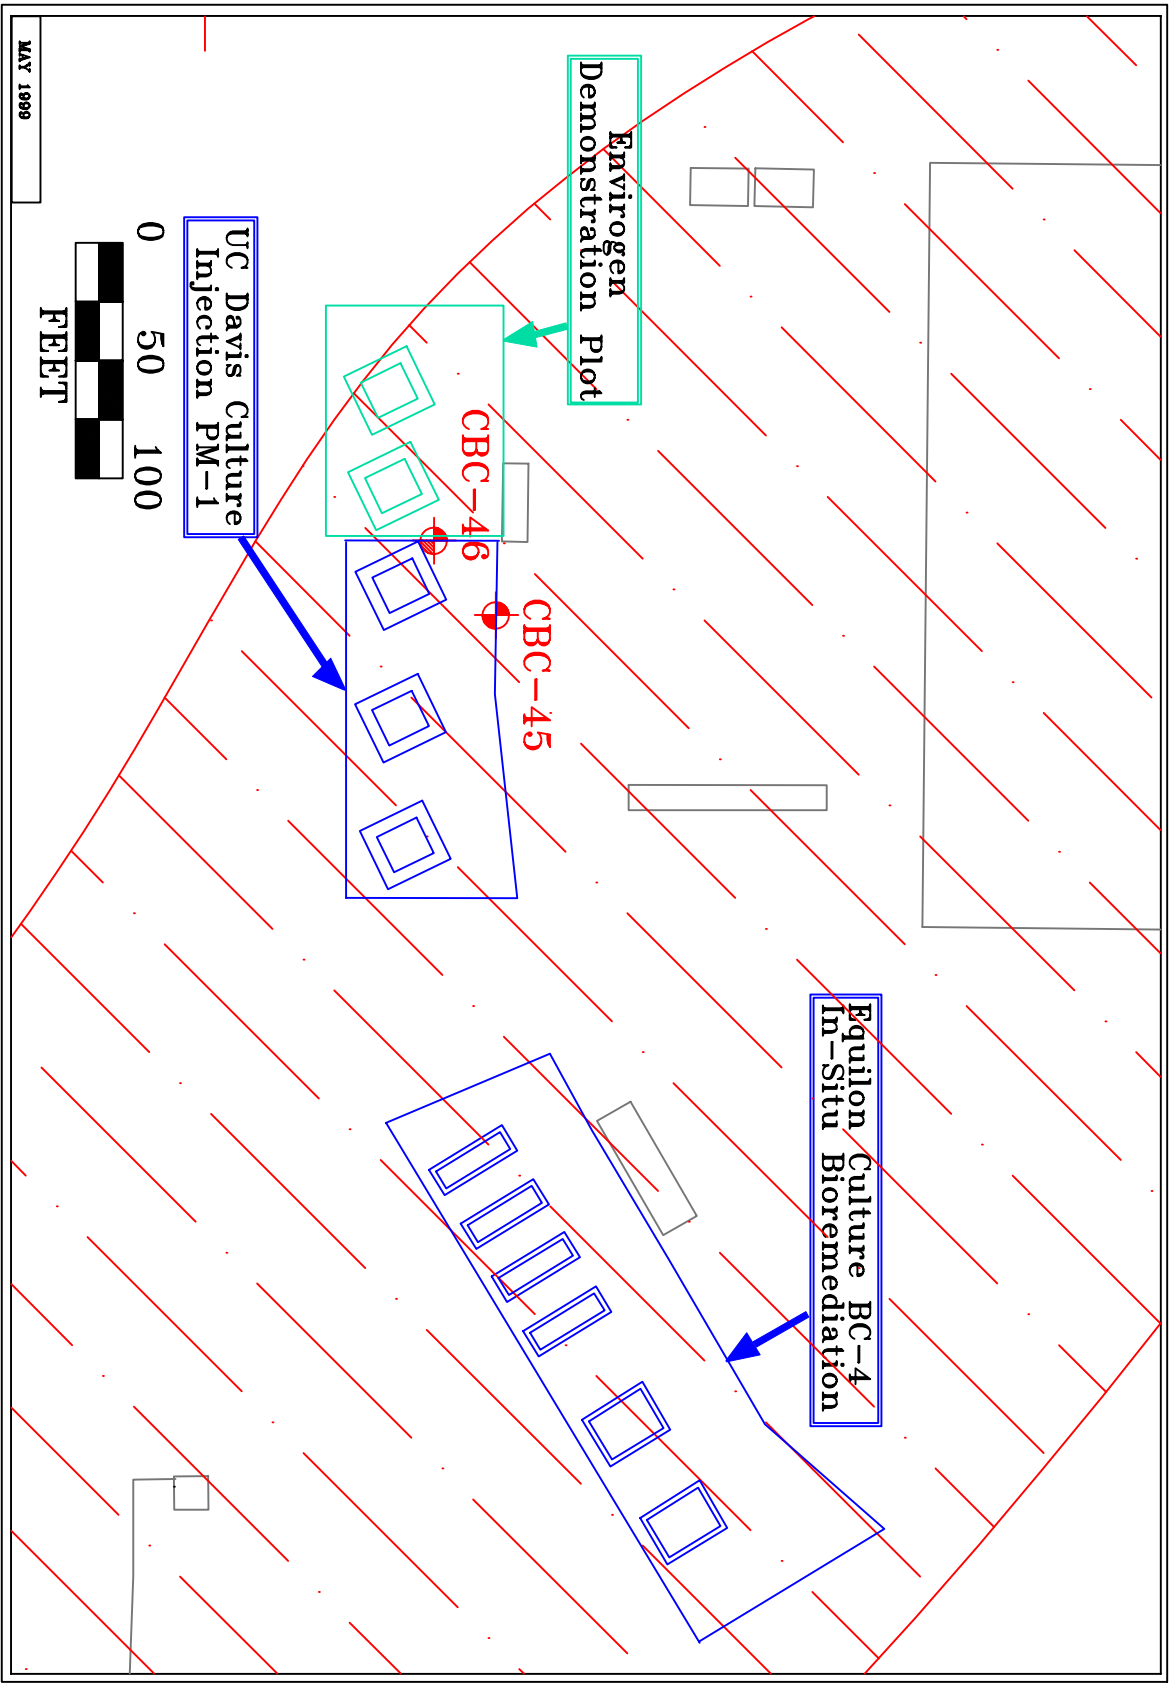 Envirogen
Demonstration Plot
CBC-46
CBC-45
Equilon Culture BC-4
In-Situ Bioremediation
UC Davis Culture
Injection PM-1
0 50 100
FEET
MAY 1999